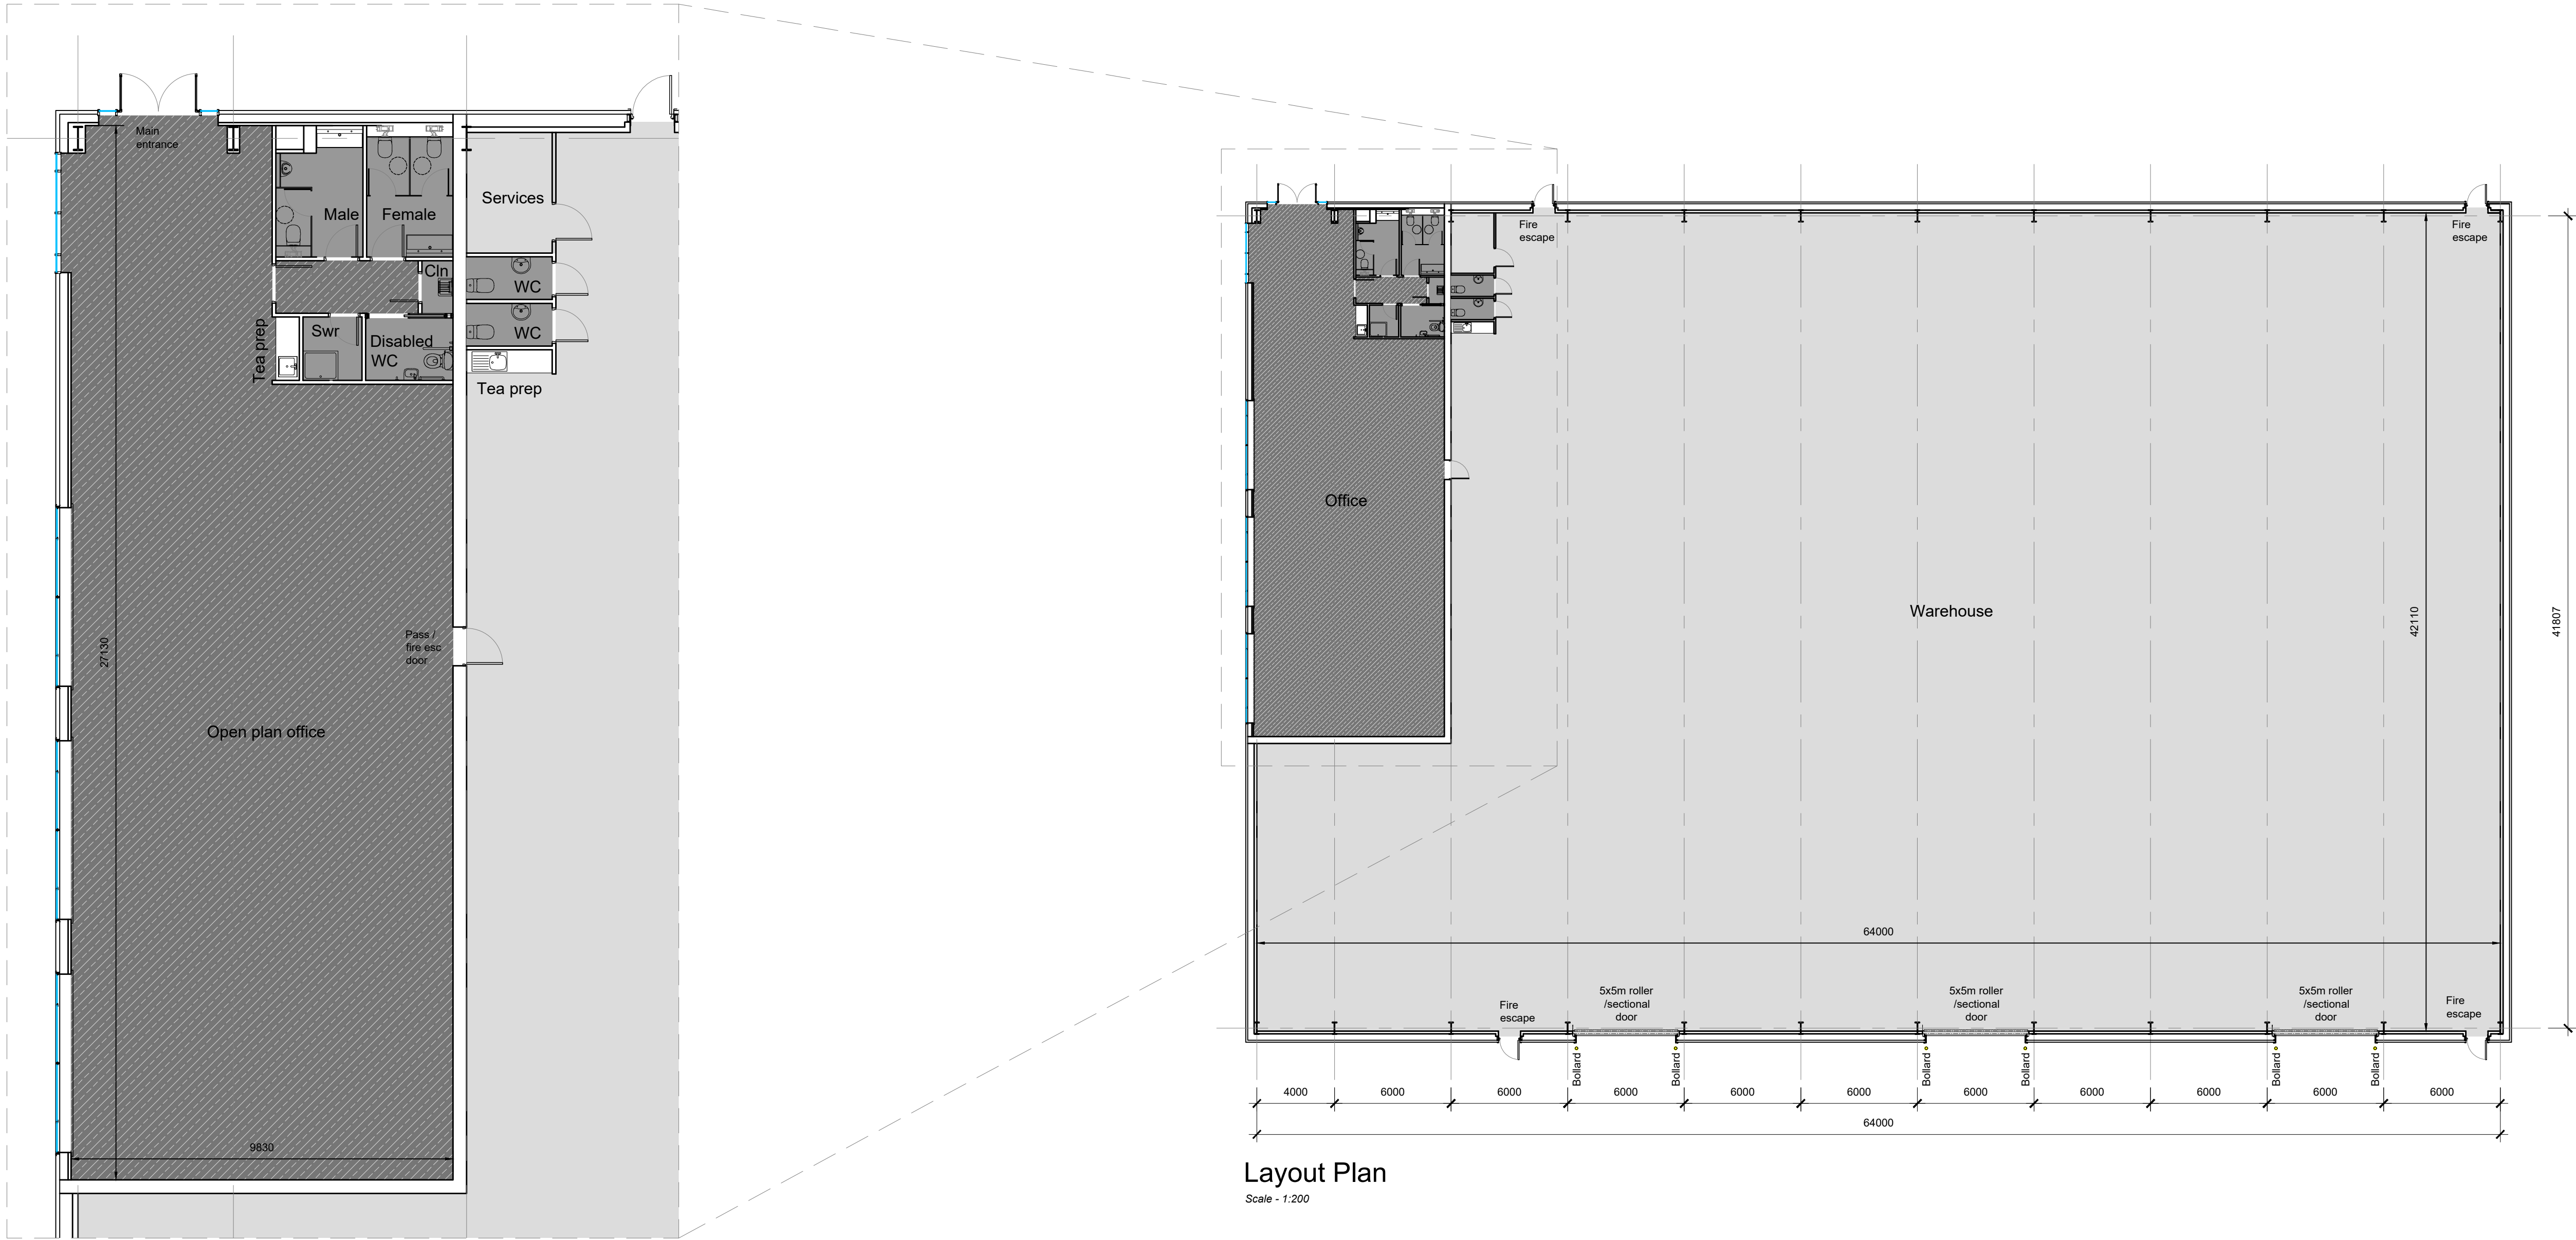 Main
entrance
Male
Female
Services
Cln
WC
Tea prep
Swr
Disabled
WC
WC
Tea prep
27130
Pass /
fire esc
door
Open plan office
9830
Fire
escape
Fire
escape
Office
Warehouse
42110
41807
64000
Fire
escape
5x5m roller
/sectional
door
5x5m roller
/sectional
door
5x5m roller
/sectional
door
Fire
escape
Bollard
Bollard
Bollard
Bollard
Bollard
Bollard
4000
6000
6000
6000
6000
6000
6000
6000
6000
6000
6000
64000
Layout Plan
Scale - 1:200